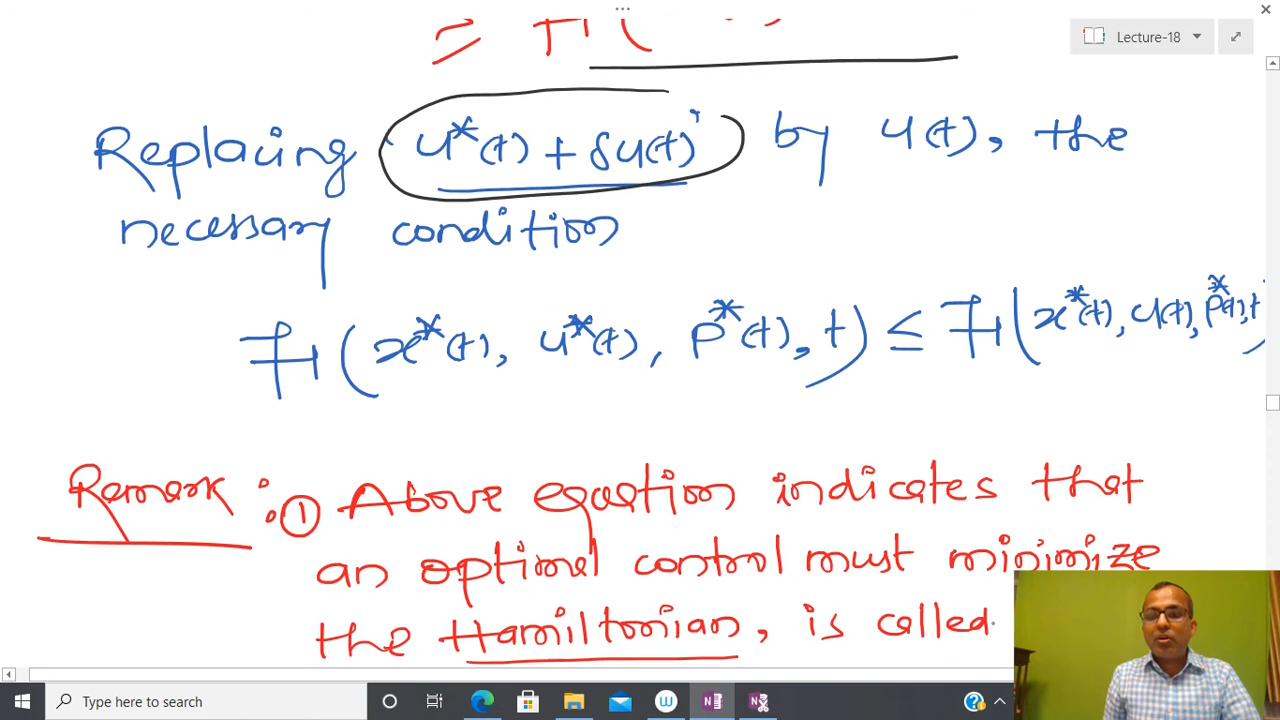 Lecture-18
= H(
Replacing 'u*(t) + δu(t)' by u(t), the
necessary condition
H(x*(t), u*(t), p*(t), t) ≤ H(x*(t), u(t), p*(t), t)
Remark : ① Above equation indicates that
an optimal control must minimize
the Hamiltonian, is called
Type here to search